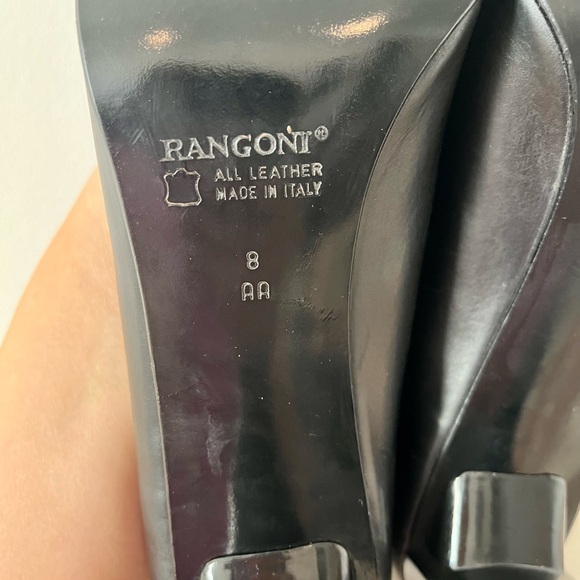 RANGONI®
ALL LEATHER
MADE IN ITALY
8
AA